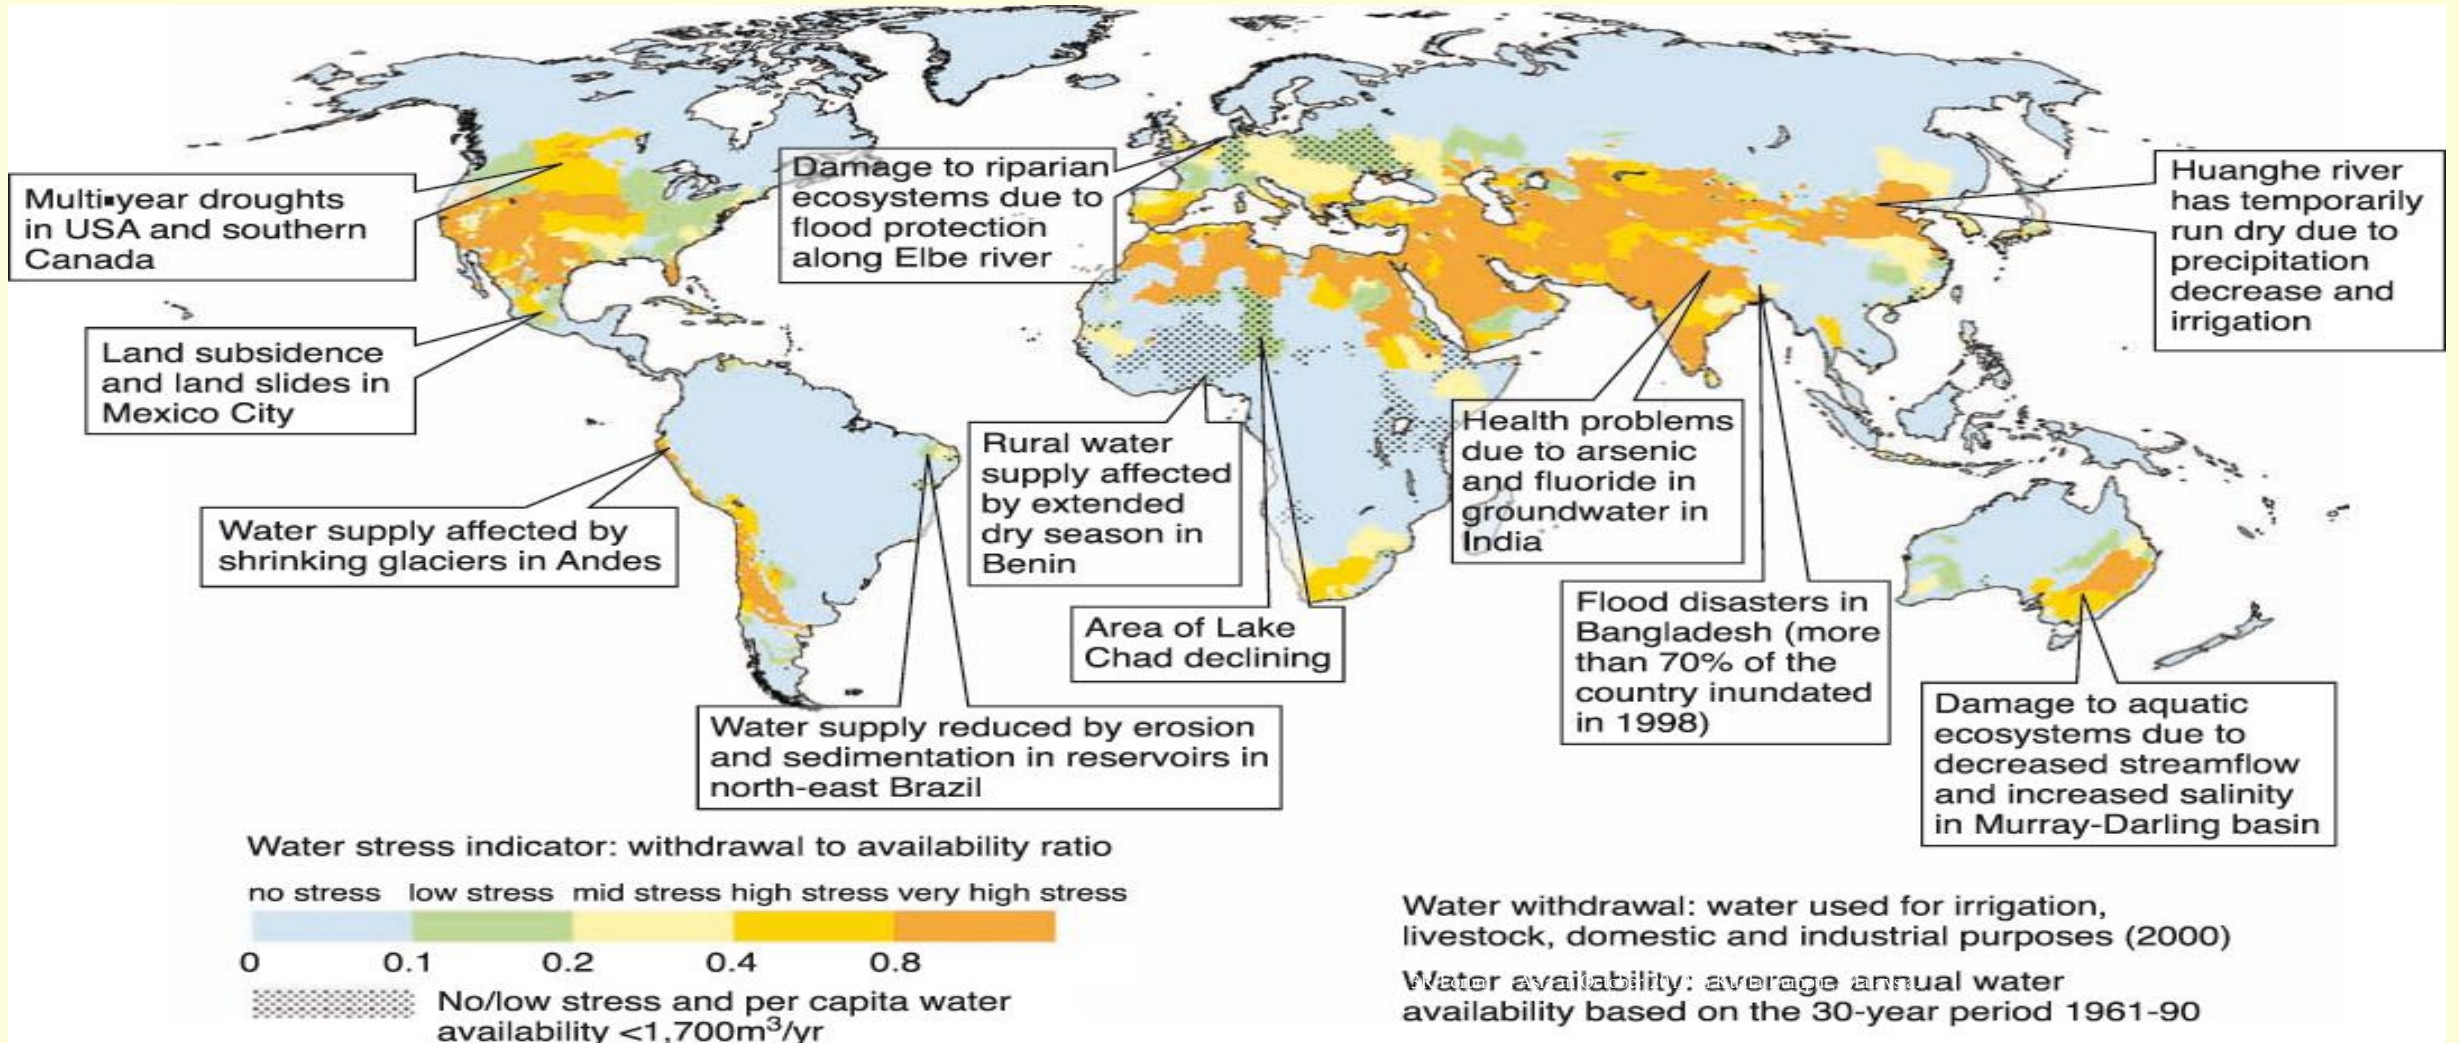 Multi-year droughts
in USA and southern
Canada
Land subsidence
and land slides in
Mexico City
Water supply affected by
shrinking glaciers in Andes
Damage to riparian
ecosystems due to
flood protection
along Elbe river
Rural water
supply affected
by extended
dry season in
Benin
Area of Lake
Chad declining
Water supply reduced by erosion
and sedimentation in reservoirs in
north-east Brazil
Health problems
due to arsenic
and fluoride in
groundwater in
India
Flood disasters in
Bangladesh (more
than 70% of the
country inundated
in 1998)
Huanghe river
has temporarily
run dry due to
precipitation
decrease and
irrigation
Damage to aquatic
ecosystems due to
decreased streamflow
and increased salinity
in Murray-Darling basin
Water stress indicator: withdrawal to availability ratio
no stress low stress mid stress high stress very high stress
0 0.1 0.2 0.4 0.8
No/low stress and per capita water
availability <1,700m³/yr
Water withdrawal: water used for irrigation,
livestock, domestic and industrial purposes (2000)
Water availability: average annual water
availability based on the 30-year period 1961-90